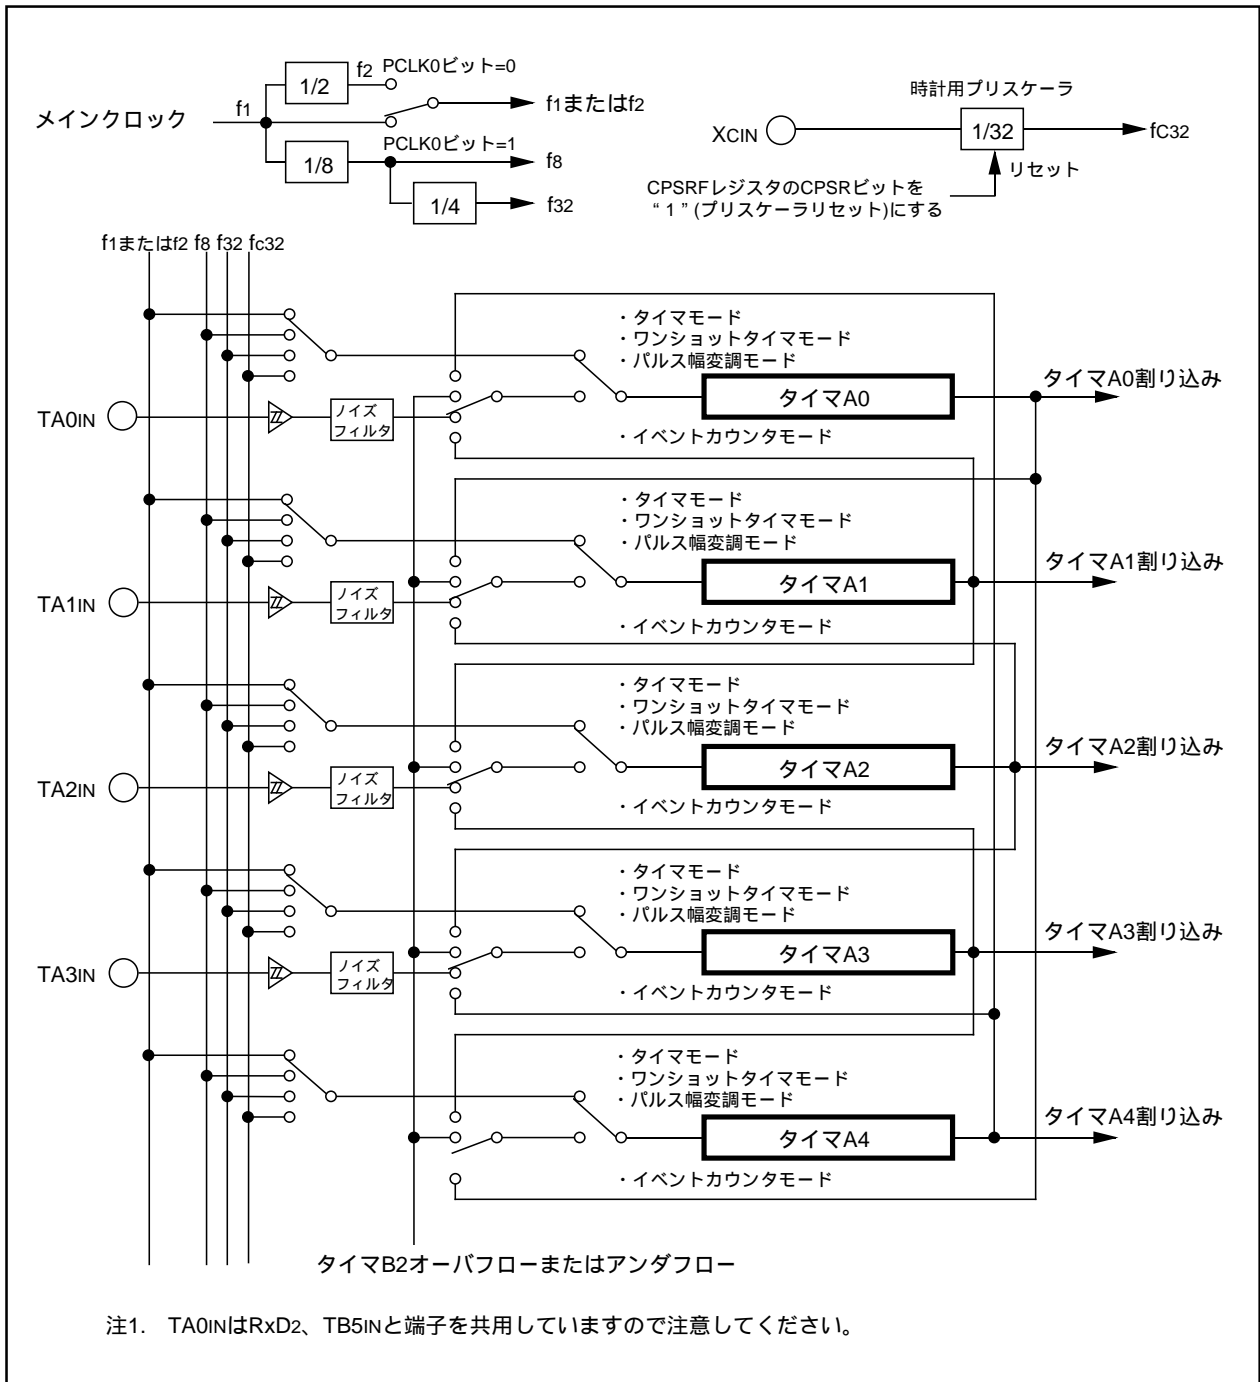 メインクロック
f1
1/2
f2
PCLK0ビット=0
f1またはf2
PCLK0ビット=1
1/8
f8
1/4
f32
時計用プリスケーラ
XCIN
1/32
fC32
リセット
CPSRFレジスタのCPSRビットを
“ 1 ” (プリスケーラリセット)にする
f1またはf2 f8 f32 fC32
・タイマモード
・ワンショットタイマモード
・パルス幅変調モード
タイマA0割り込み
タイマA0
TA0IN
ノイズ
フィルタ
・イベントカウンタモード
・タイマモード
・ワンショットタイマモード
・パルス幅変調モード
タイマA1割り込み
タイマA1
TA1IN
ノイズ
フィルタ
・イベントカウンタモード
・タイマモード
・ワンショットタイマモード
・パルス幅変調モード
タイマA2割り込み
タイマA2
TA2IN
ノイズ
フィルタ
・イベントカウンタモード
・タイマモード
・ワンショットタイマモード
・パルス幅変調モード
タイマA3割り込み
タイマA3
TA3IN
ノイズ
フィルタ
・イベントカウンタモード
・タイマモード
・ワンショットタイマモード
・パルス幅変調モード
タイマA4割り込み
タイマA4
・イベントカウンタモード
タイマB2オーバフローまたはアンダフロー
注1. TA0INはRxD2、TB5INと端子を共用していますので注意してください。